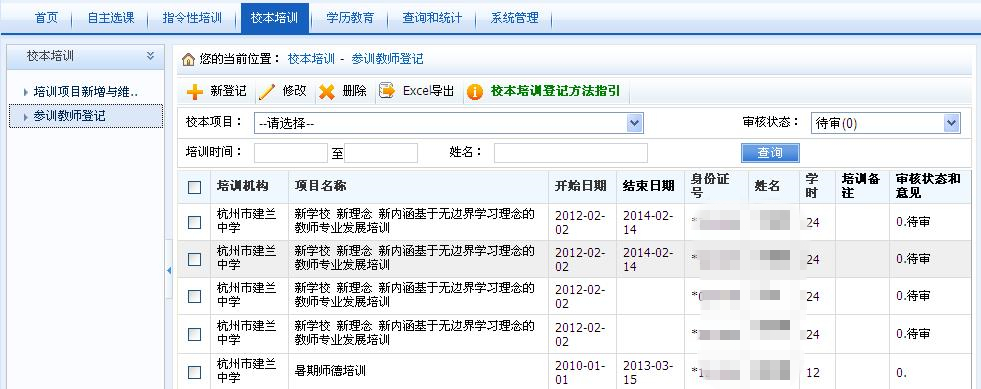 首页 自主选课 指令性培训 校本培训 学历教育 查询和统计 系统管理
校本培训
您的当前位置： 校本培训 - 参训教师登记
培训项目新增与维..
参训教师登记
新登记 修改 删除 Excel导出 校本培训登记方法指引
校本项目： --请选择-- 审核状态： 待审(0)
培训时间： 至 姓名： 查询
培训机构 项目名称 开始日期 结束日期 身份证号 姓名 学时 培训备注 审核状态和意见
杭州市建兰 新学校 新理念 新内涵基于无边界学习理念的 2012-02- 2014-02-
中学 教师专业发展培训 02 14 * 24 0.待审
杭州市建兰 新学校 新理念 新内涵基于无边界学习理念的 2012-02- 2014-02-
中学 教师专业发展培训 02 14 * 24 0.待审
杭州市建兰 新学校 新理念 新内涵基于无边界学习理念的 2012-02-
中学 教师专业发展培训 02 * 24 0.待审
杭州市建兰 新学校 新理念 新内涵基于无边界学习理念的 2012-02-
中学 教师专业发展培训 02 * 24 0.待审
杭州市建兰 暑期师德培训 2010-01- 2013-03-
中学 01 15 * 12 0.